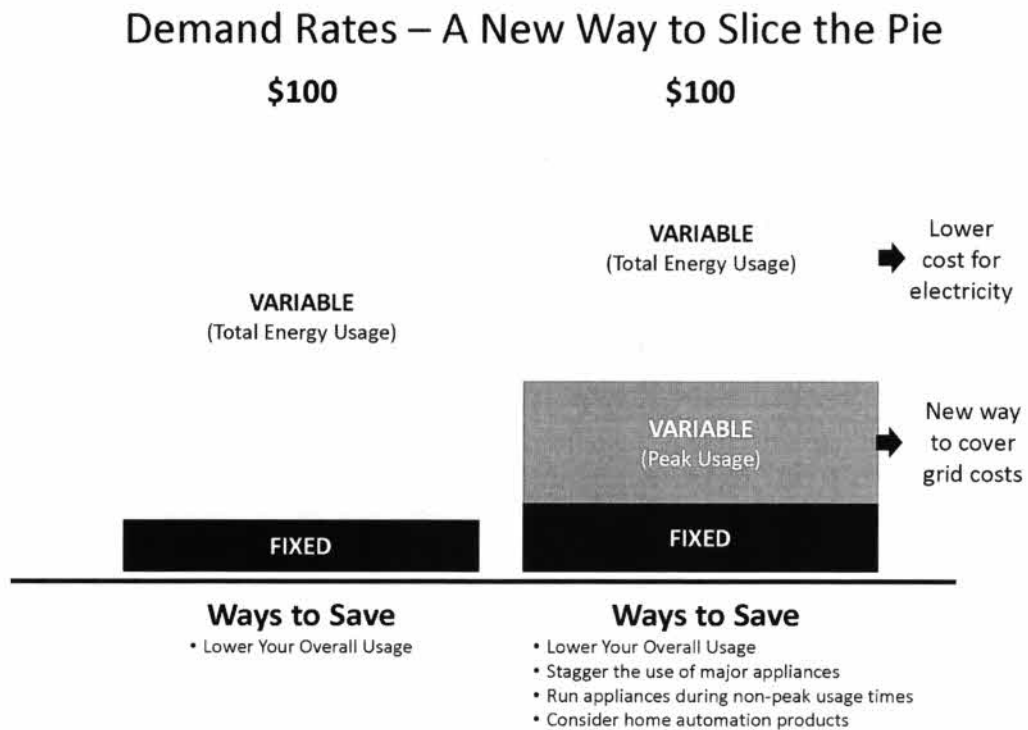 Demand Rates – A New Way to Slice the Pie
$100
$100
VARIABLE
(Total Energy Usage)
FIXED
VARIABLE
(Total Energy Usage)
Lower
cost for
electricity
VARIABLE
(Peak Usage)
New way
to cover
grid costs
FIXED
Ways to Save
• Lower Your Overall Usage
Ways to Save
• Lower Your Overall Usage
• Stagger the use of major appliances
• Run appliances during non-peak usage times
• Consider home automation products